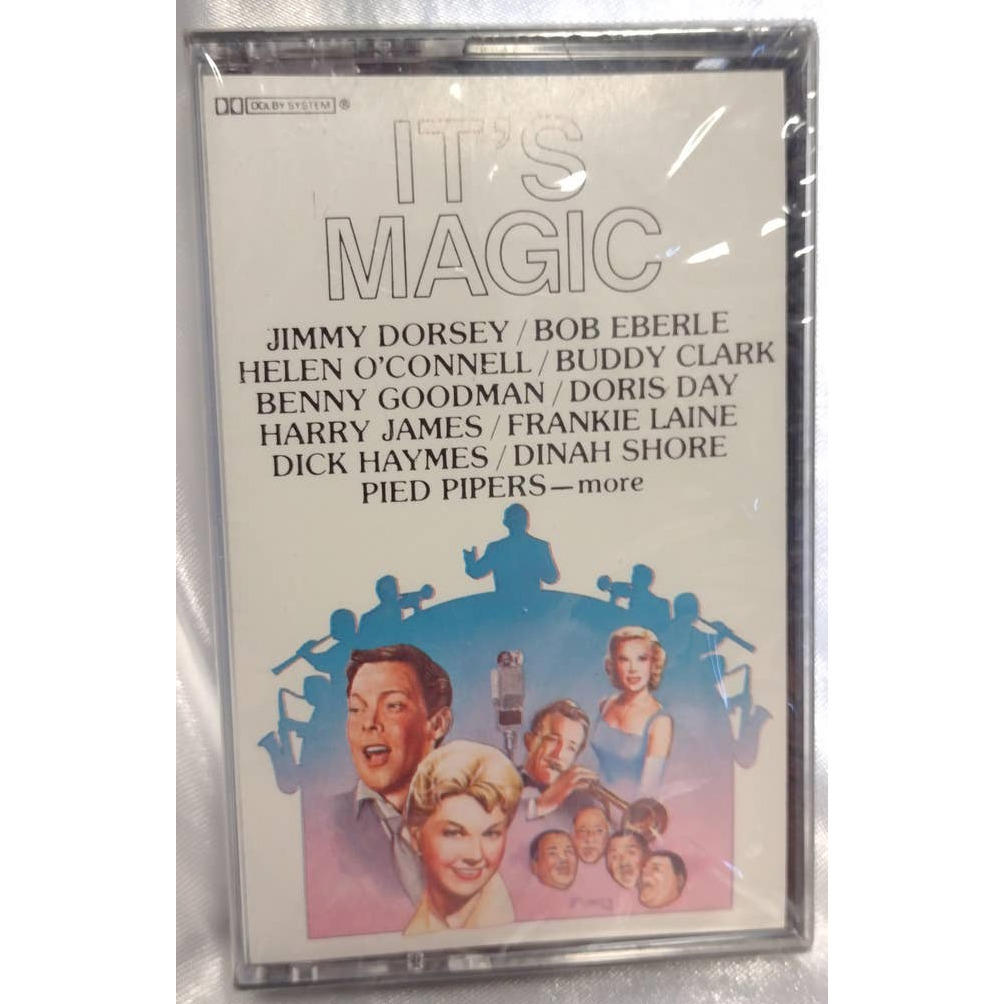 DOLBY SYSTEM ®
IT'S
MAGIC
JIMMY DORSEY / BOB EBERLE
HELEN O'CONNELL / BUDDY CLARK
BENNY GOODMAN / DORIS DAY
HARRY JAMES / FRANKIE LAINE
DICK HAYMES / DINAH SHORE
PIED PIPERS—more